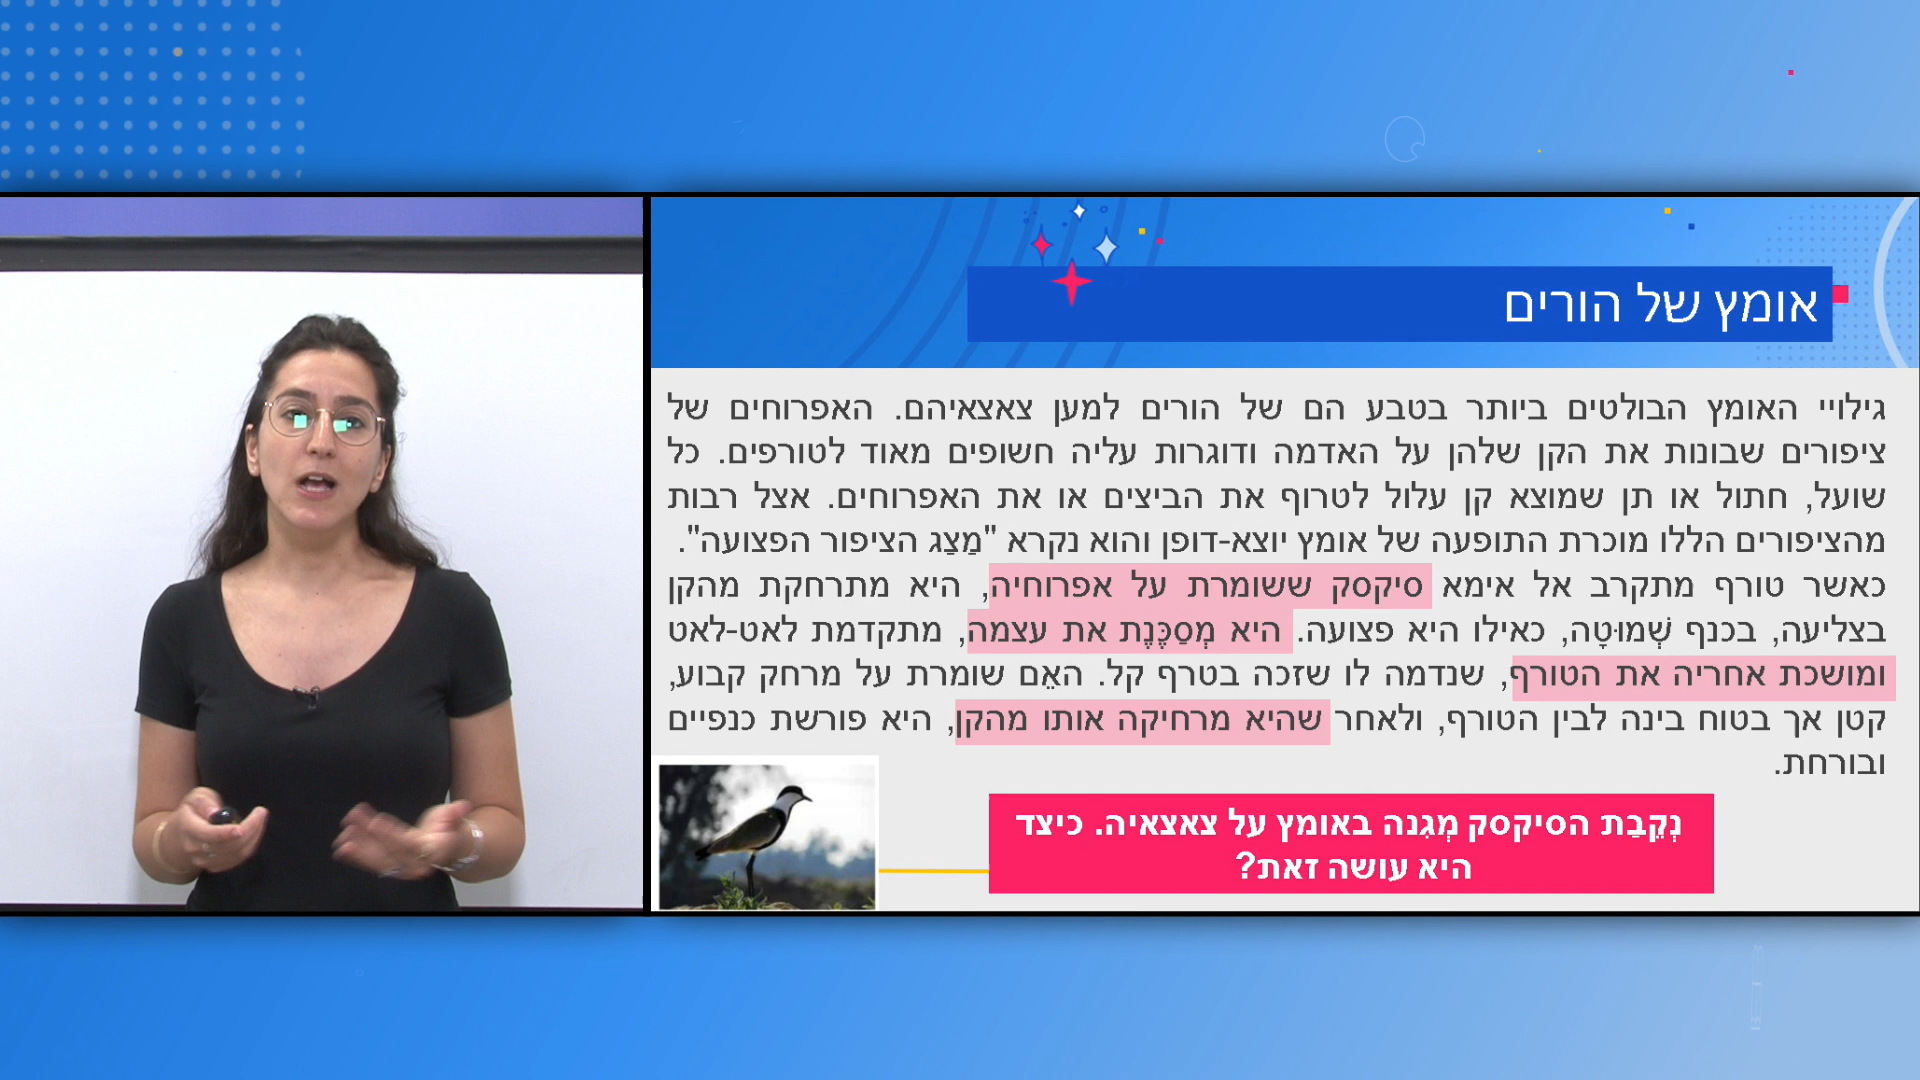 אומץ של הורים
גילויי האומץ הבולטים ביותר בטבע הם של הורים למען צאצאיהם. האפרוחים של
ציפורים שבונות את הקן שלהן על האדמה ודוגרות עליה חשופים מאוד לטורפים. כל
שועל, חתול או תן שמוצא קן עלול לטרוף את הביצים או את האפרוחים. אצל רבות
מהציפורים הללו מוכרת התופעה של אומץ יוצא-דופן והוא נקרא "מַצַג הציפור הפצועה".
כאשר טורף מתקרב אל אימא סיקסק ששומרת על אפרוחיה, היא מתרחקת מהקן
בצליעה, בכנף שְׁמוּטָה, כאילו היא פצועה. היא מְסַכֶּנֶת את עצמה, מתקדמת לאט-לאט
ומושכת אחריה את הטורף, שנדמה לו שזכה בטרף קל. האֵם שומרת על מרחק קבוע,
קטן אך בטוח בינה לבין הטורף, ולאחר שהיא מרחיקה אותו מהקן, היא פורשת כנפיים
ובורחת.
נְקֵבַת הסיקסק מְגִנה באומץ על צאצאיה. כיצד
היא עושה זאת?